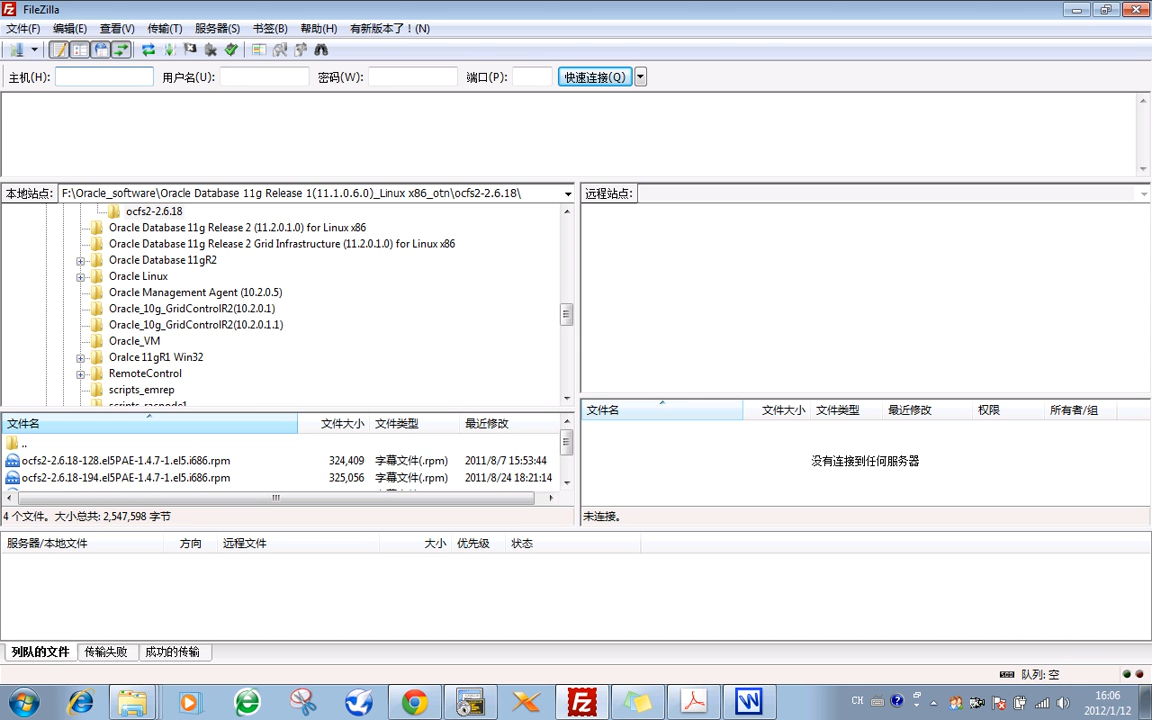 FileZilla
文件(F) 编辑(E) 查看(V) 传输(T) 服务器(S) 书签(B) 帮助(H) 有新版本了！(N)
主机(H): 用户名(U): 密码(W): 端口(P): 快速连接(Q)
本地站点: F:\Oracle_software\Oracle Database 11g Release 1(11.1.0.6.0)_Linux x86_otn\ocfs2-2.6.18\
ocfs2-2.6.18
Oracle Database 11g Release 2 (11.2.0.1.0) for Linux x86
Oracle Database 11g Release 2 Grid Infrastructure (11.2.0.1.0) for Linux x86
Oracle Database 11gR2
Oracle Linux
Oracle Management Agent (10.2.0.5)
Oracle_10g_GridControlR2(10.2.0.1)
Oracle_10g_GridControlR2(10.2.0.1.1)
Oracle_VM
Oralce 11gR1 Win32
RemoteControl
scripts_emrep
scripts_racnode1
文件名 文件大小 文件类型 最近修改
..
ocfs2-2.6.18-128.el5PAE-1.4.7-1.el5.i686.rpm 324,409 字幕文件(.rpm) 2011/8/7 15:53:44
ocfs2-2.6.18-194.el5PAE-1.4.7-1.el5.i686.rpm 325,056 字幕文件(.rpm) 2011/8/24 18:21:14
4 个文件。大小总共: 2,547,598 字节
远程站点:
文件名 文件大小 文件类型 最近修改 权限 所有者/组
没有连接到任何服务器
未连接。
服务器/本地文件 方向 远程文件 大小 优先级 状态
列队的文件 传输失败 成功的传输
队列: 空
CH
16:06
2012/1/12